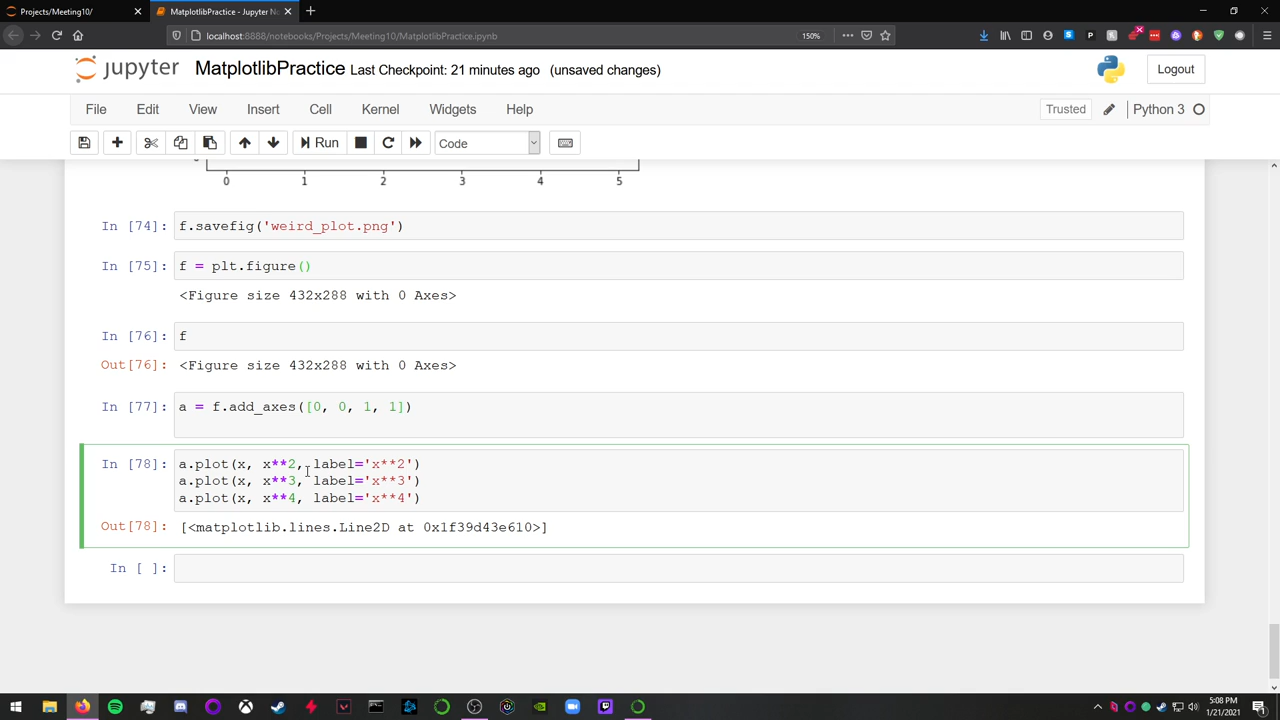 Projects/Meeting10/
MatplotlibPractice - Jupyter N
localhost:8888/notebooks/Projects/Meeting10/MatplotlibPractice.ipynb
150%
jupyter MatplotlibPractice Last Checkpoint: 21 minutes ago (unsaved changes)
Logout
File Edit View Insert Cell Kernel Widgets Help
Trusted
Python 3
Run
Code
0 1 2 3 4 5
In [74]: f.savefig('weird_plot.png')
In [75]: f = plt.figure()
<Figure size 432x288 with 0 Axes>
In [76]: f
Out[76]: <Figure size 432x288 with 0 Axes>
In [77]: a = f.add_axes([0, 0, 1, 1])
In [78]: a.plot(x, x**2, label='x**2')
a.plot(x, x**3, label='x**3')
a.plot(x, x**4, label='x**4')
Out[78]: [<matplotlib.lines.Line2D at 0x1f39d43e610>]
In [ ]:
5:08 PM
1/21/2021